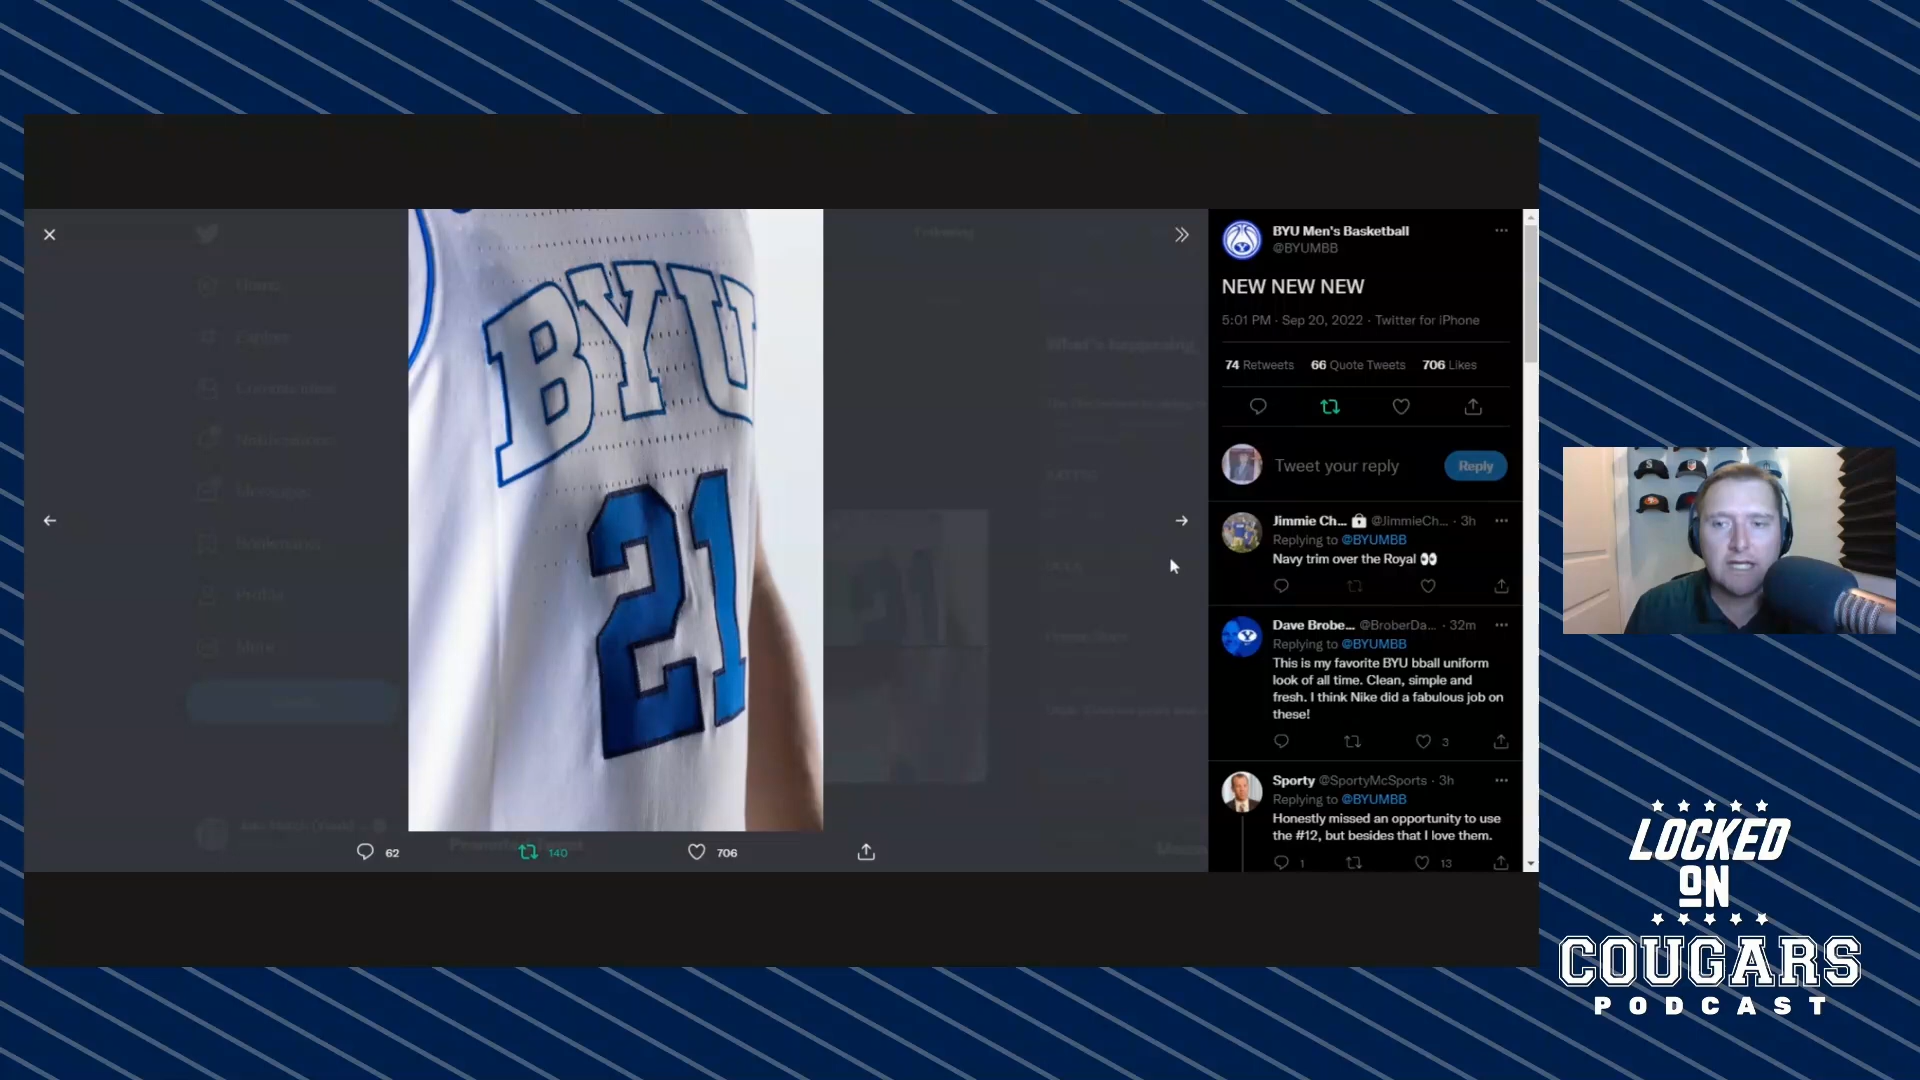 BYU
21
62
140
706
BYU Men's Basketball
@BYUMBB
NEW NEW NEW
5:01 PM · Sep 20, 2022 · Twitter for iPhone
74 Retweets 66 Quote Tweets 706 Likes
Tweet your reply
Reply
Jimmie Ch... @JimmieCh... · 3h
Replying to @BYUMBB
Navy trim over the Royal 👀
Dave Brobe... @BroberDa... · 32m
Replying to @BYUMBB
This is my favorite BYU bball uniform
look of all time. Clean, simple and
fresh. I think Nike did a fabulous job on
these!
3
Sporty @SportyMcSports · 3h
Replying to @BYUMBB
Honestly missed an opportunity to use
the #12, but besides that I love them.
1 13
LOCKED
ON
COUGARS
PODCAST
Following
What's happening
Profile
More